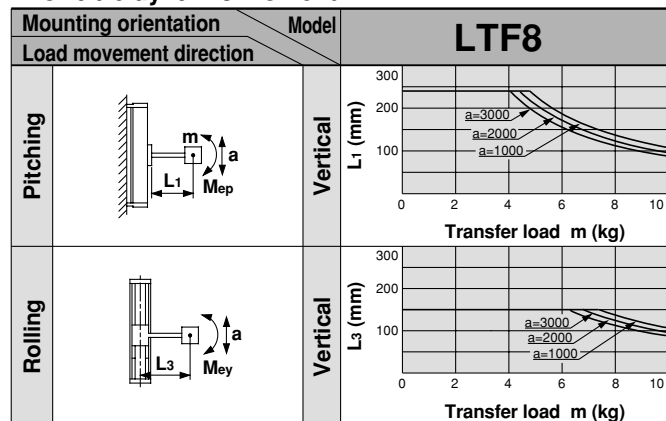 Mounting orientation Model
Load movement direction
LTF8
Pitching
m
a
L1
Mep
Vertical
L1 (mm)
300
200
100
a=3000
a=2000
a=1000
0 2 4 6 8 10
Transfer load m (kg)
Rolling
a
L3
Mey
Vertical
L3 (mm)
300
200
100
a=3000
a=2000
a=1000
0 2 4 6 8 10
Transfer load m (kg)